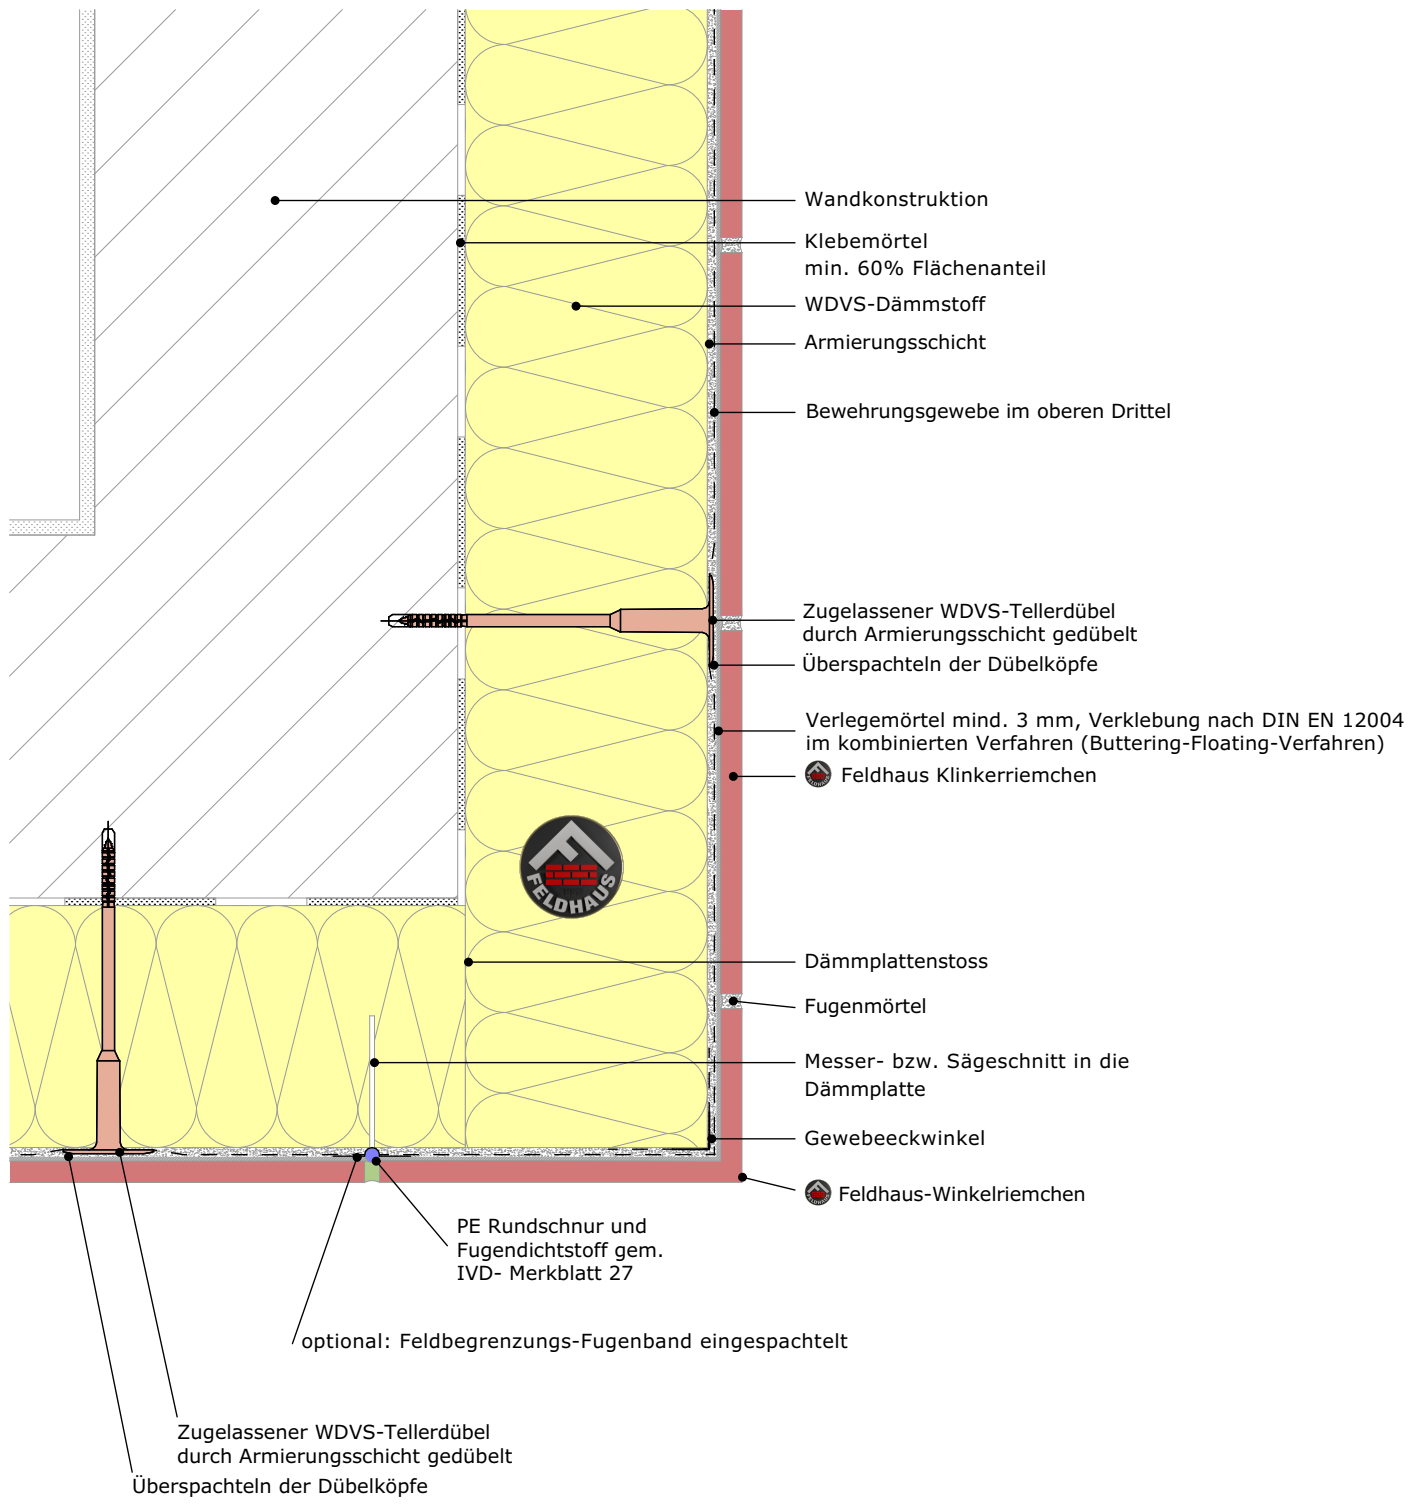 Wandkonstruktion
Klebemörtel
min. 60% Flächenanteil
WDVS-Dämmstoff
Armierungsschicht
Bewehrungsgewebe im oberen Drittel
Zugelassener WDVS-Tellerdübel
durch Armierungsschicht gedübelt
Überspachteln der Dübelköpfe
Verlegemörtel mind. 3 mm, Verklebung nach DIN EN 12004
im kombinierten Verfahren (Buttering-Floating-Verfahren)
Feldhaus Klinkerriemchen
FELDHAUS
Dämmplattenstoss
Fugenmörtel
Messer- bzw. Sägeschnitt in die
Dämmplatte
Gewebeeckwinkel
Feldhaus-Winkelriemchen
PE Rundschnur und
Fugendichtstoff gem.
IVD- Merkblatt 27
optional: Feldbegrenzungs-Fugenband eingespachtelt
Zugelassener WDVS-Tellerdübel
durch Armierungsschicht gedübelt
Überspachteln der Dübelköpfe